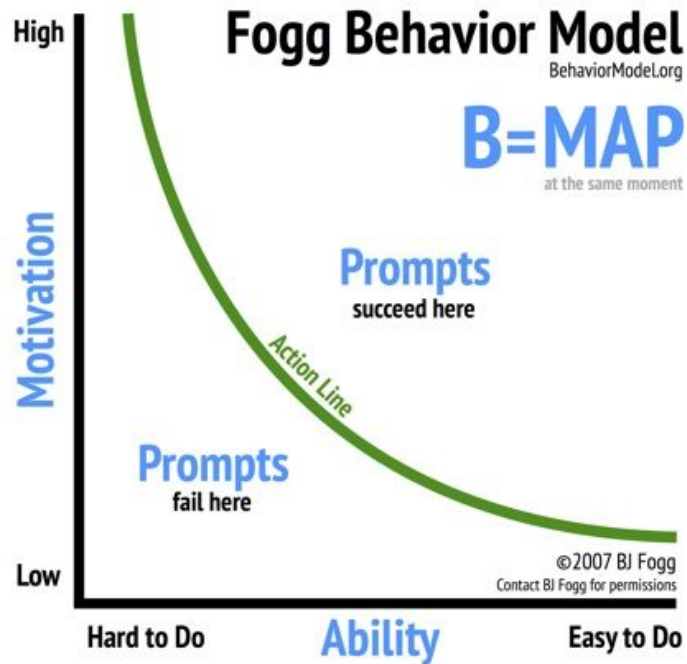 High
Fogg Behavior Model
BehaviorModel.org
B=MAP
at the same moment
Motivation
Prompts
succeed here
Action Line
Prompts
fail here
©2007 BJ Fogg
Contact BJ Fogg for permissions
Low
Hard to Do
Ability
Easy to Do